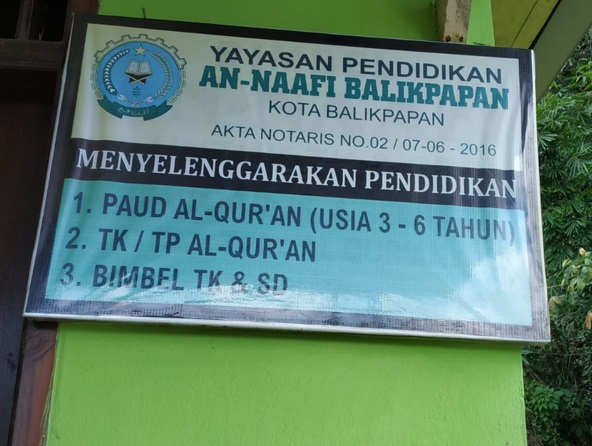 YAYASAN PENDIDIKAN
AN-NAAFI BALIKPAPAN
KOTA BALIKPAPAN
AKTA NOTARIS NO.02 / 07-06 - 2016
MENYELENGGARAKAN PENDIDIKAN
1. PAUD AL-QUR'AN (USIA 3 - 6 TAHUN)
2. TK / TP AL-QUR'AN
3. BIMBEL TK & SD